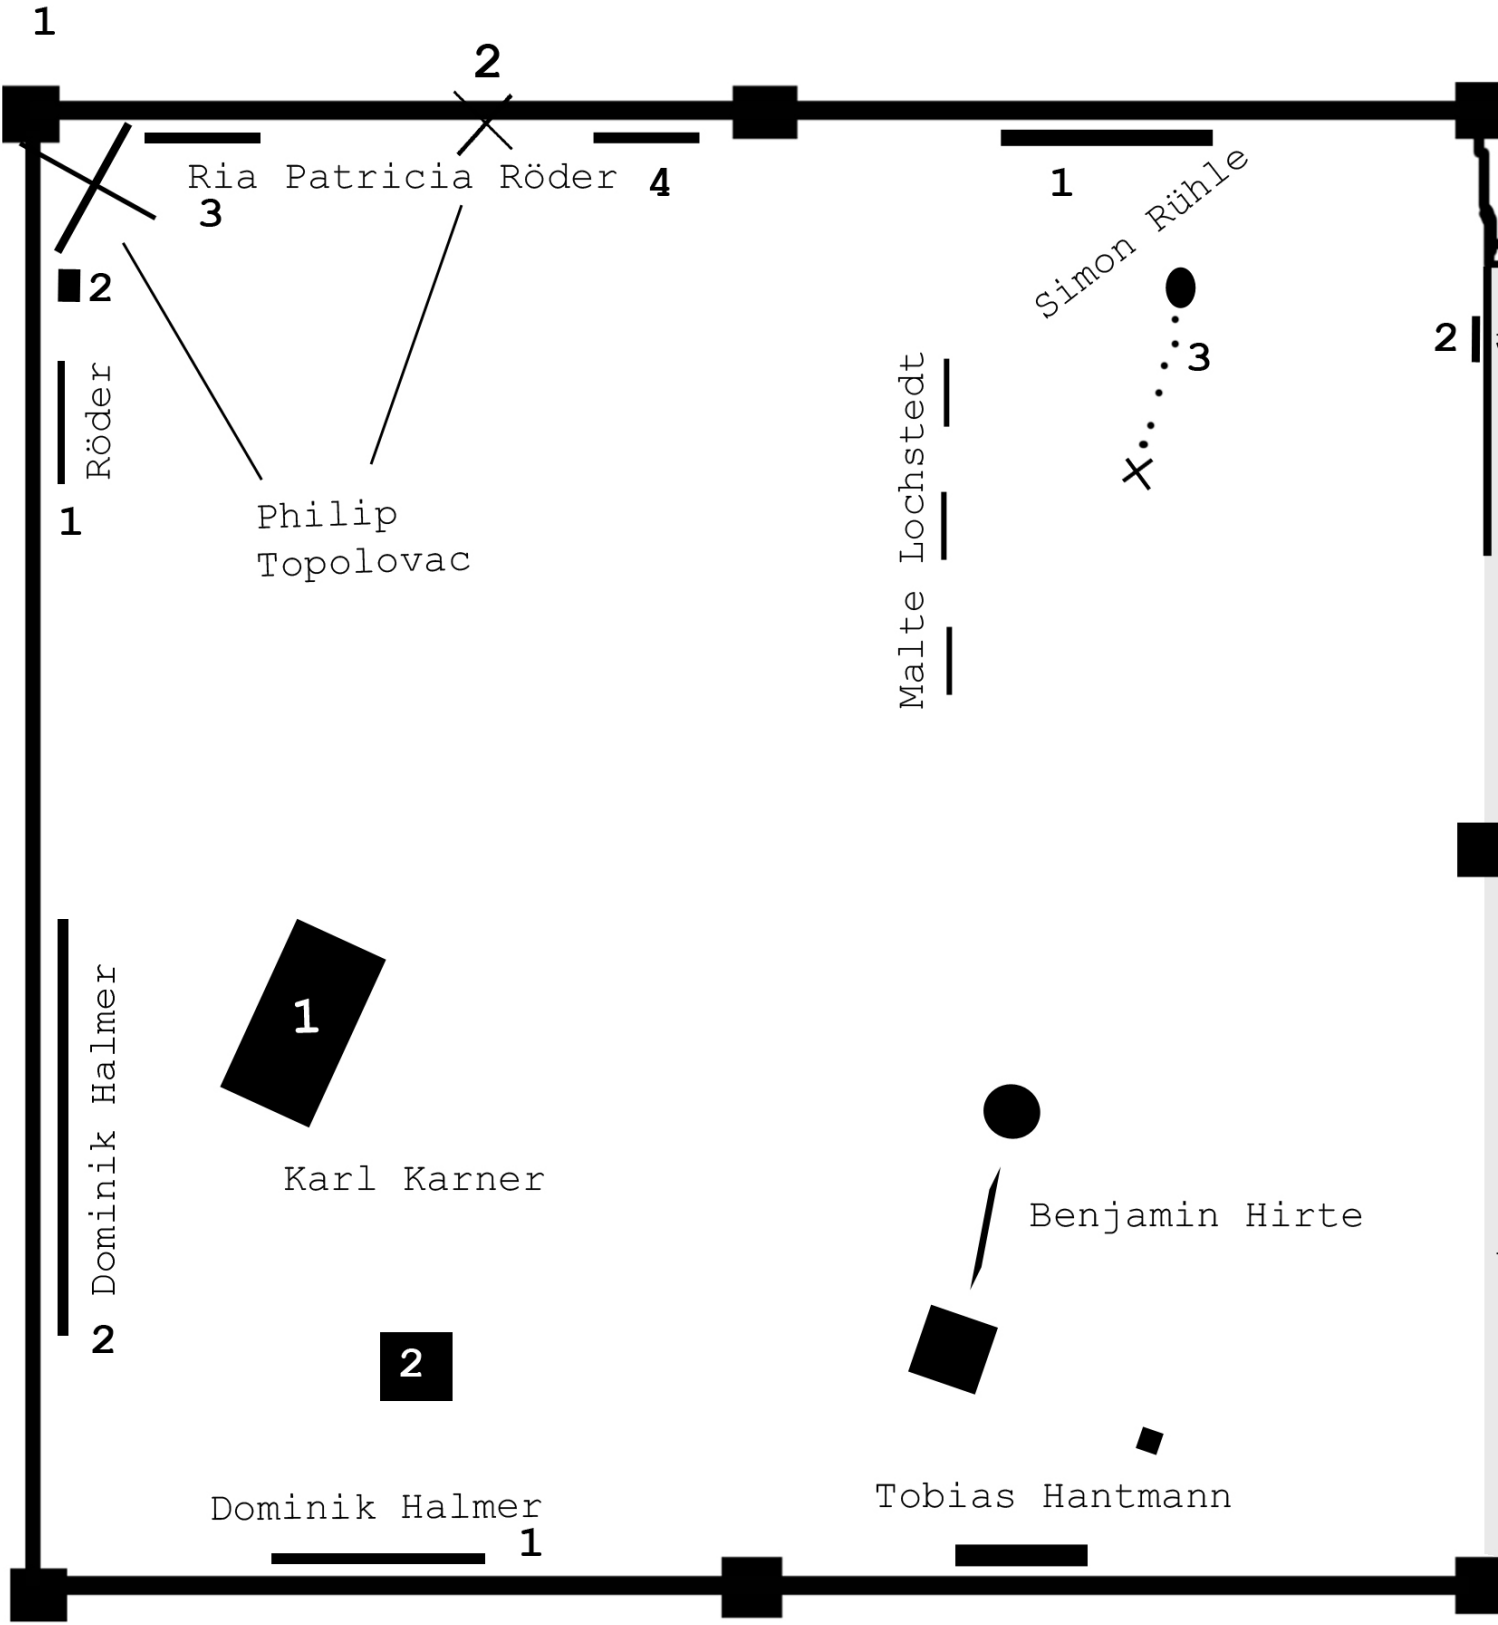 1
2
Ria Patricia Röder
4
3
2
Röder
1
Philip
Topolovac
1
Simon Rühle
3
2
Malte Lochstedt
1
Karl Karner
Dominik Halmer
2
2
Benjamin Hirte
Tobias Hantmann
Dominik Halmer
1